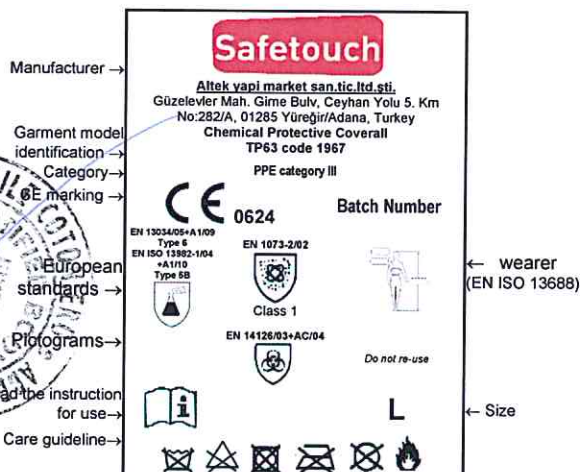 Safetouch
Manufacturer →
Altek yapi market san.tic.ltd.şti.
Güzelevler Mah. Girne Bulv, Ceyhan Yolu 5. Km
No:282/A, 01285 Yüreğir/Adana, Turkey
Garment model identification →
Chemical Protective Coverall
TP63 code 1967
Category →
PPE category III
CE marking →
CE 0624
Batch Number
European standards →
EN 13034/05+A1/09
Type 6
EN ISO 13982-1/04
+A1/10
Type 5B
EN 1073-2/02
Class 1
← wearer
(EN ISO 13688)
Pictograms →
EN 14126/03+AC/04
Do not re-use
the instruction
for use →
i
L
← Size
Care guideline →